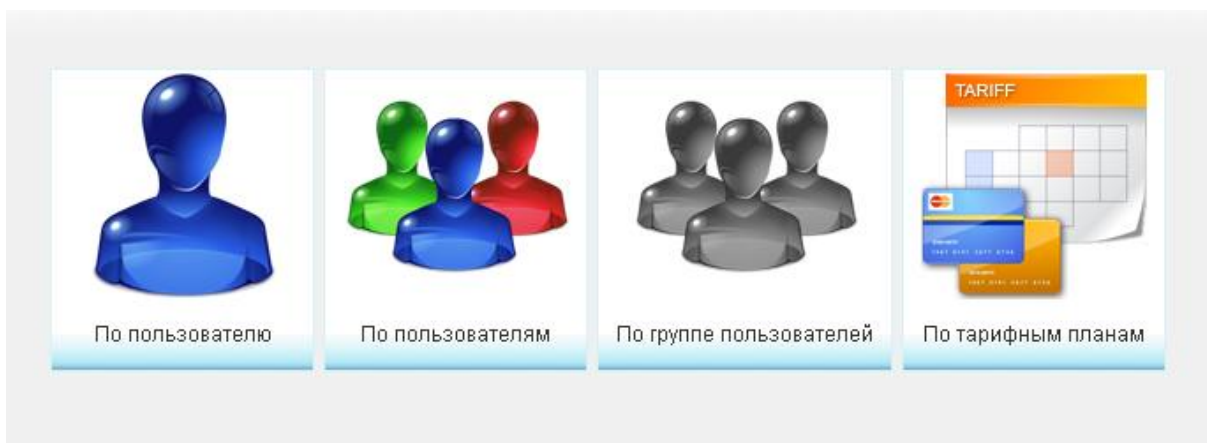 TARIFF
По пользователю
По пользователям
По группе пользователей
По тарифным планам